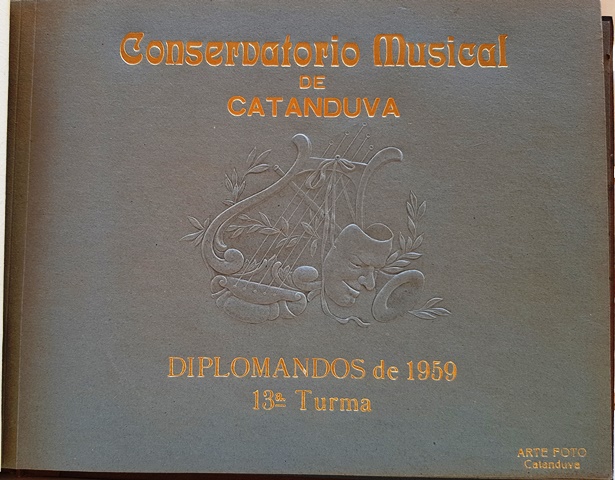 Conservatorio Musical
DE
CATANDUVA
DIPLOMANDOS de 1959
13ª Turma
ARTE FOTO
Catanduva